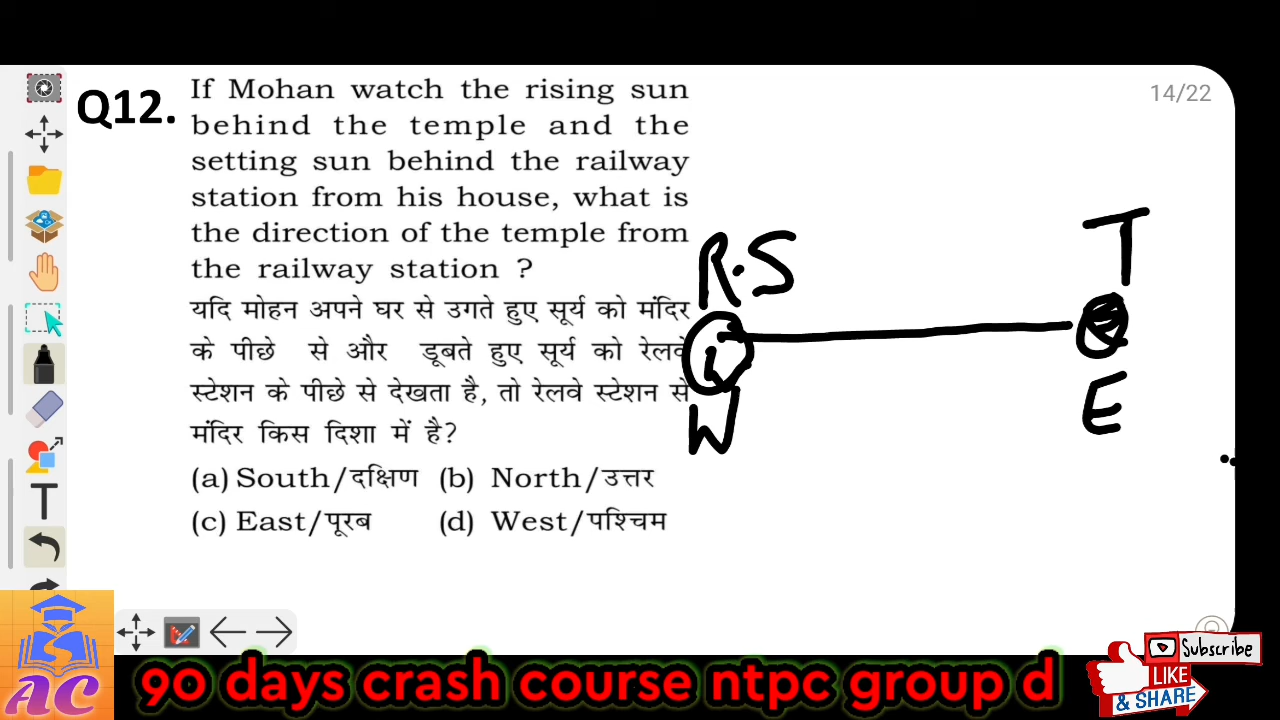 14/22
Q12.
If Mohan watch the rising sun
behind the temple and the
setting sun behind the railway
station from his house, what is
the direction of the temple from
the railway station ?
यदि मोहन अपने घर से उगते हुए सूर्य को मंदिर
के पीछे से और डूबते हुए सूर्य को रेलवे
स्टेशन के पीछे से देखता है, तो रेलवे स्टेशन से
मंदिर किस दिशा में है?
(a) South/दक्षिण (b) North/उत्तर
(c) East/पूरब (d) West/पश्चिम
R.S
T
W
E
T
AC
90 days crash course ntpc group d
Subscribe
LIKE
& SHARE